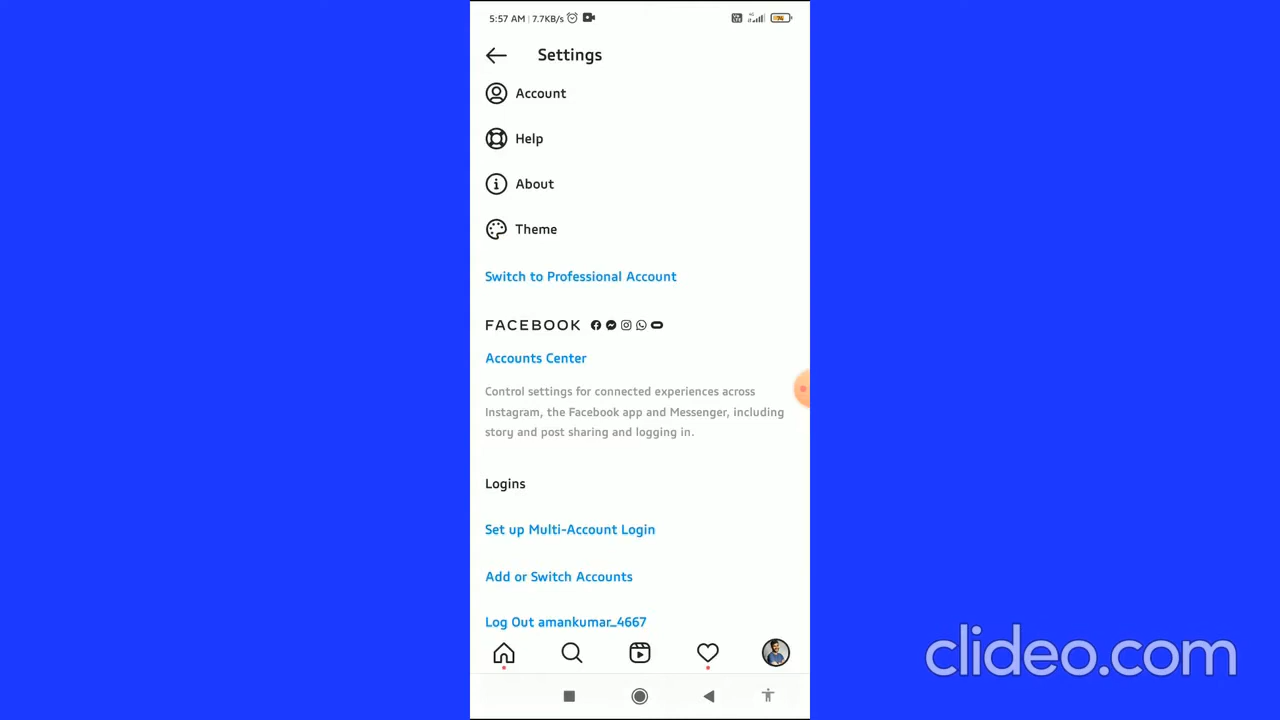 5:57 AM | 7.7KB/s
Settings
Account
Help
About
Theme
Switch to Professional Account
FACEBOOK
Accounts Center
Control settings for connected experiences across
Instagram, the Facebook app and Messenger, including
story and post sharing and logging in.
Logins
Set up Multi-Account Login
Add or Switch Accounts
Log Out amankumar_4667
clideo.com